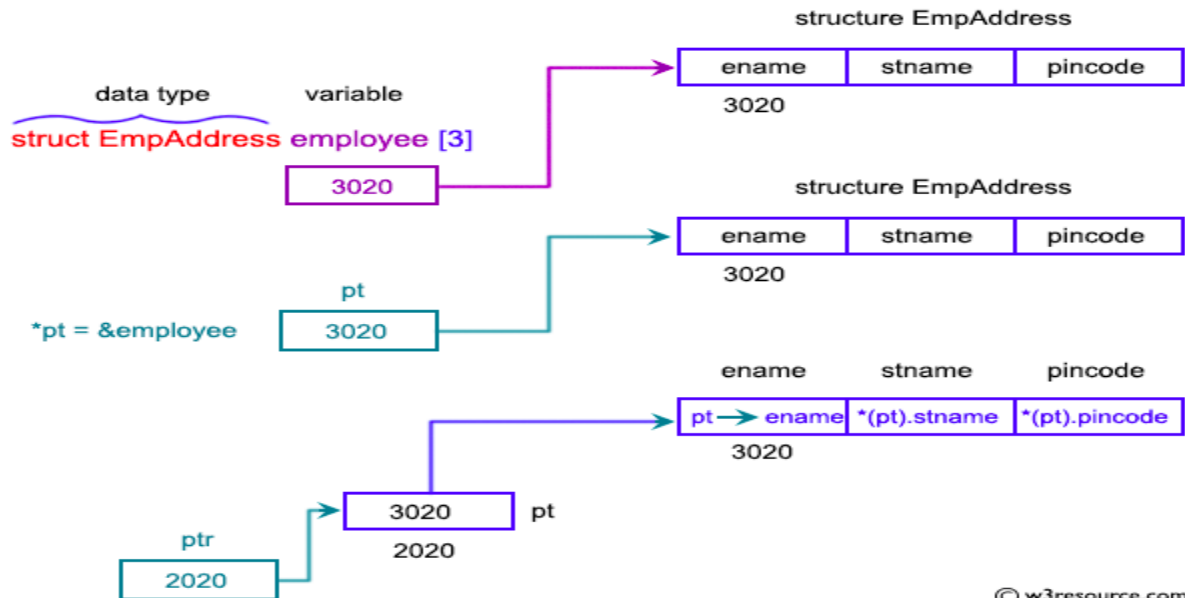 structure EmpAddress
ename stname pincode
3020
data type variable
struct EmpAddress employee [3]
3020
structure EmpAddress
ename stname pincode
3020
pt
*pt = &employee 3020
ename stname pincode
pt ename *(pt).stname *(pt).pincode
3020
3020 pt
2020
ptr
2020
© w3resource.com